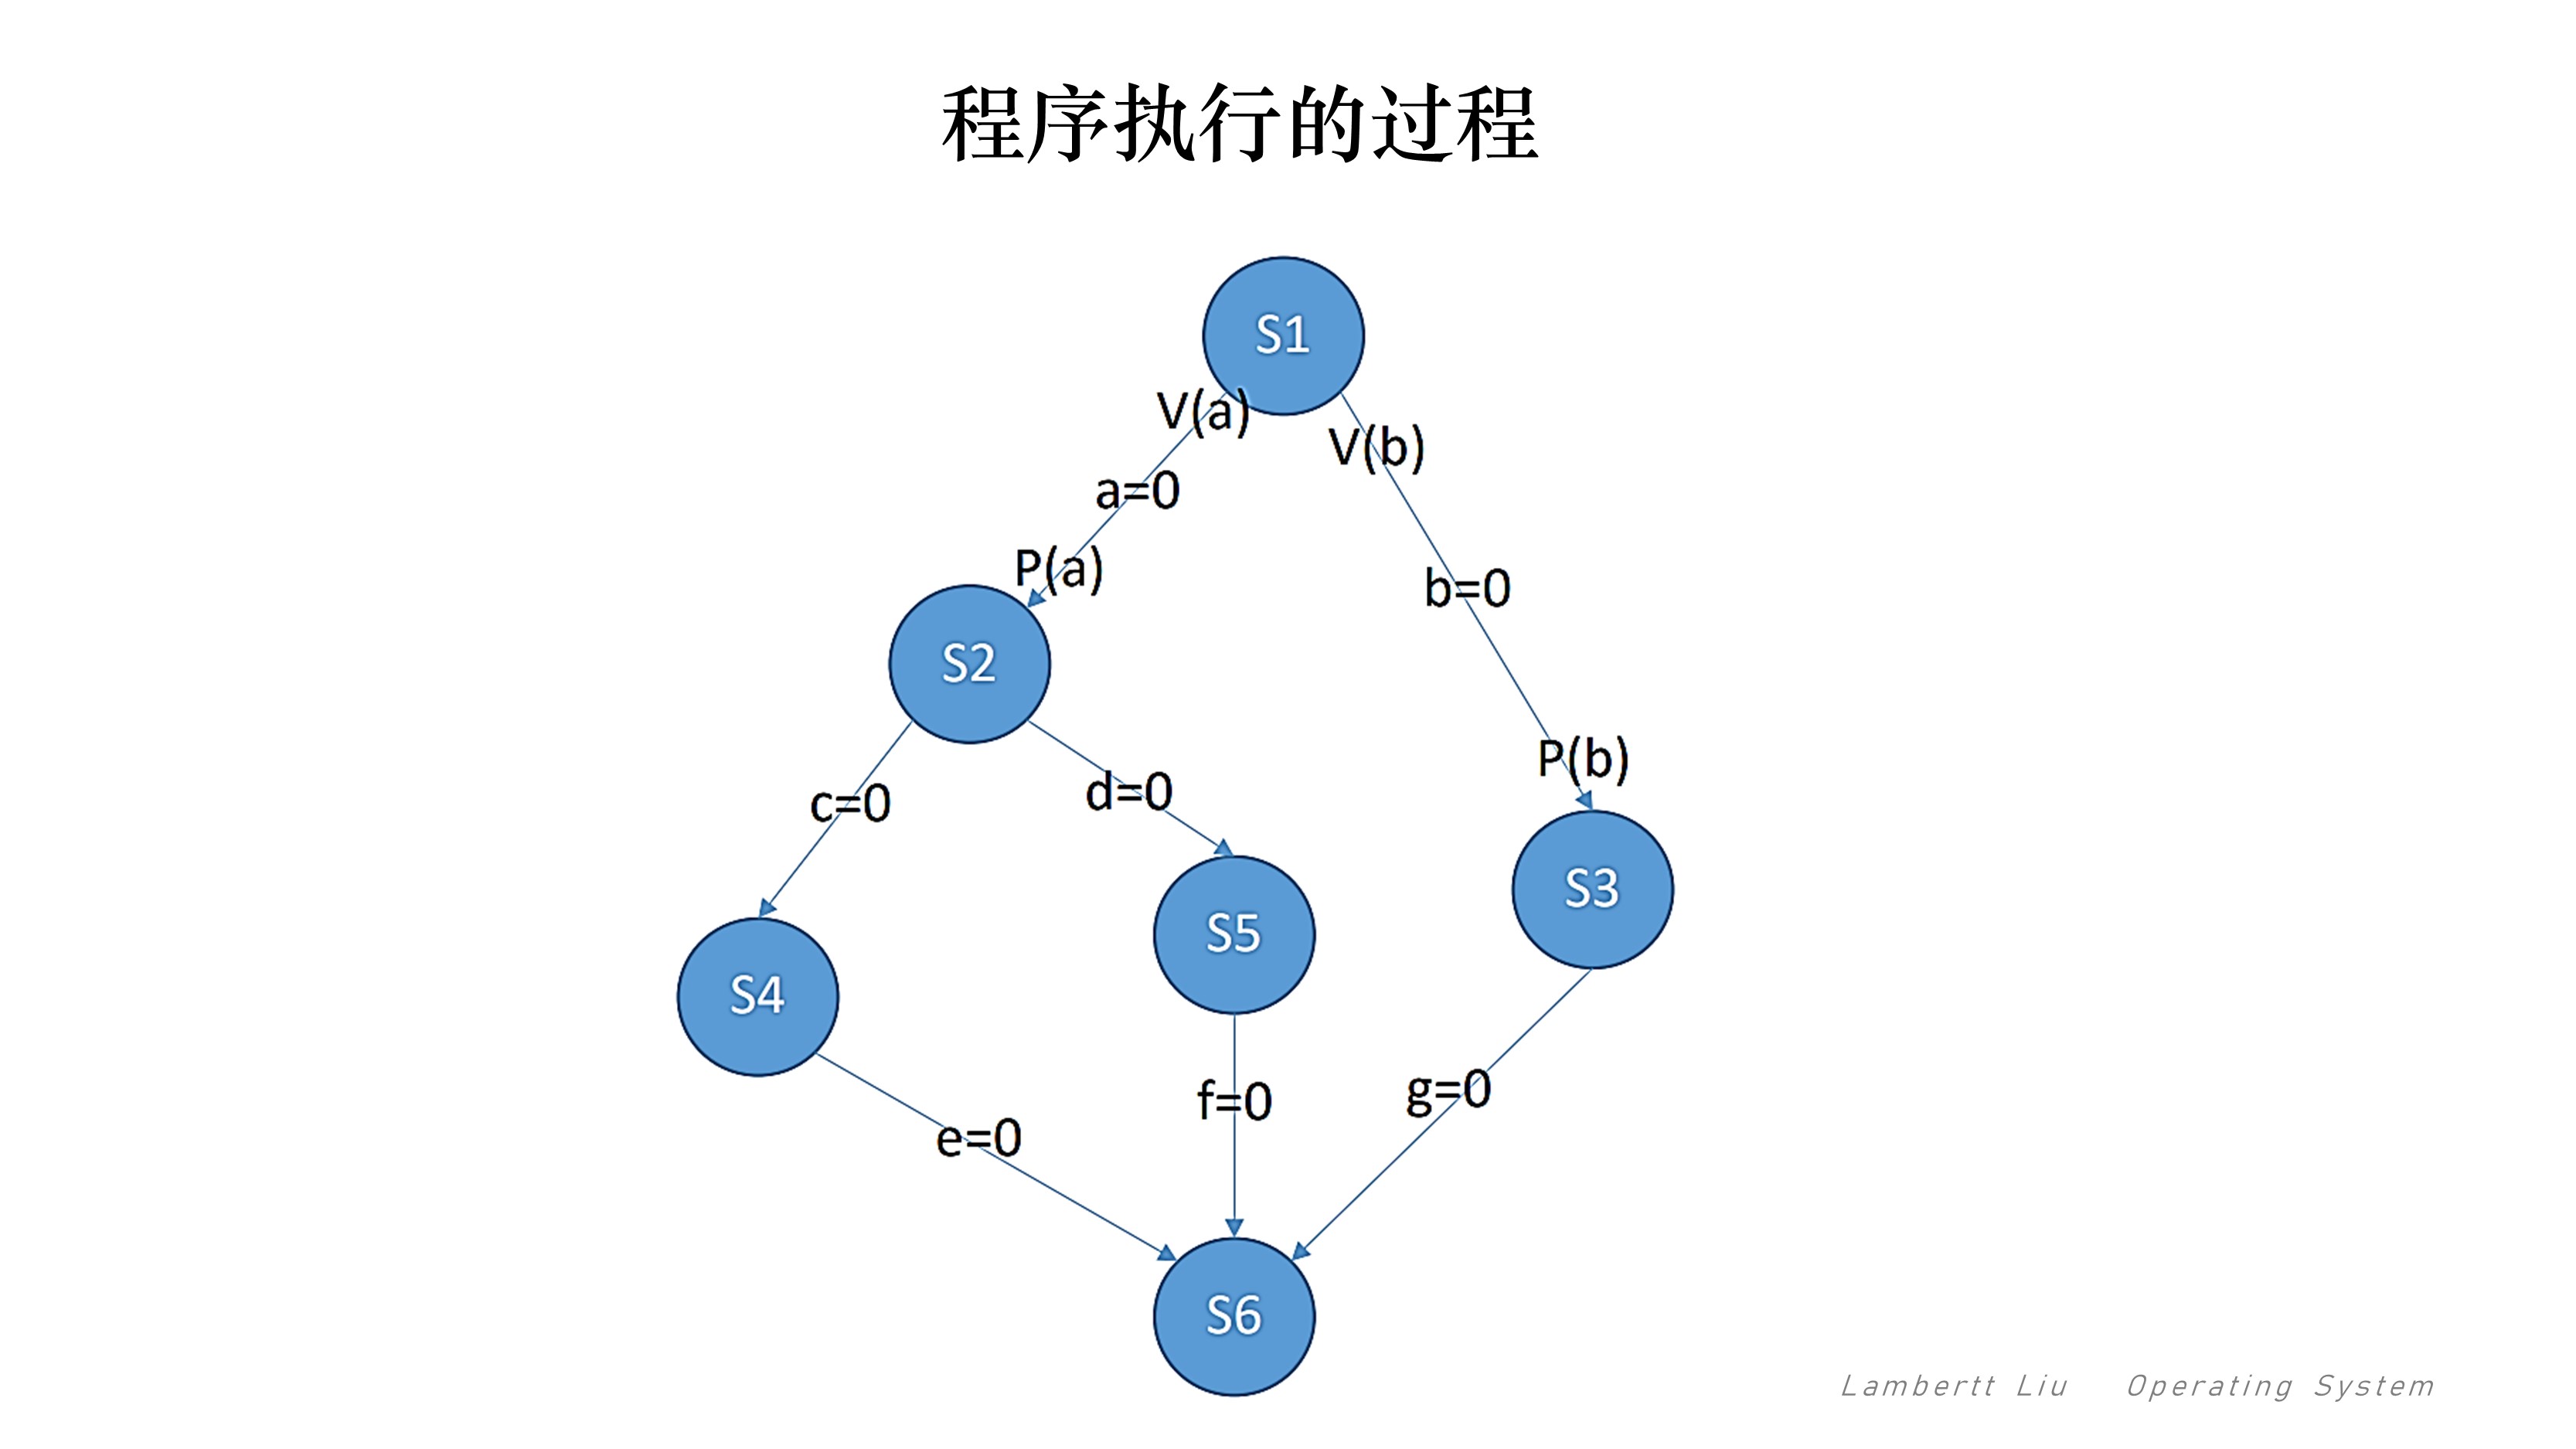 程序执行的过程
S1
V(a)
V(b)
a=0
P(a)
b=0
S2
P(b)
c=0
d=0
S3
S5
S4
f=0
g=0
e=0
S6
Lambertt Liu Operating System